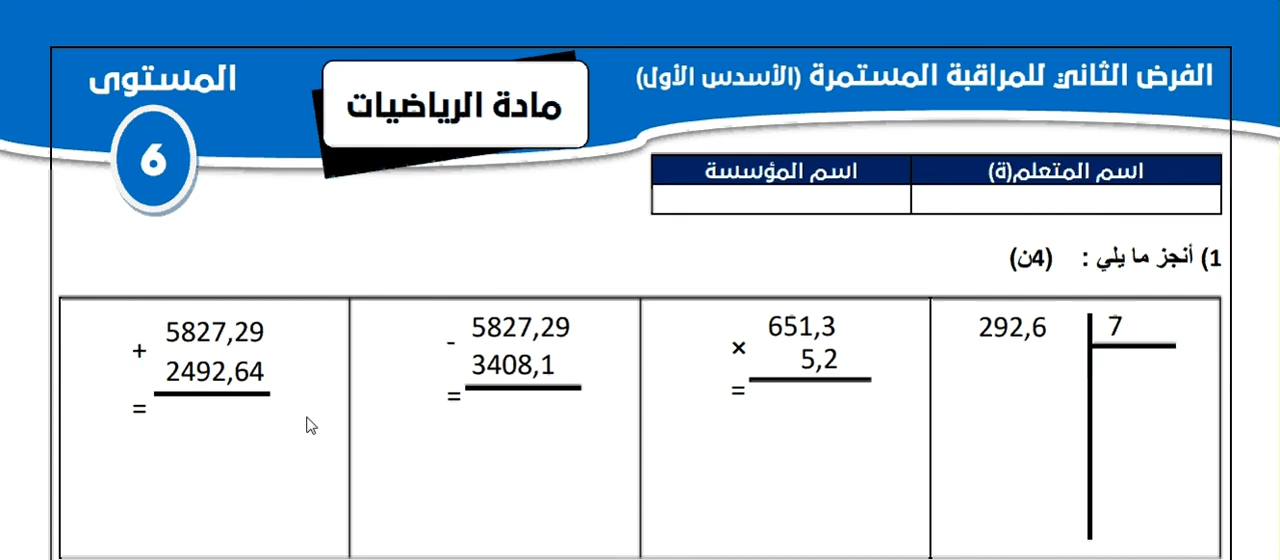 الفرض الثاني للمراقبة المستمرة (الأسدس الأول)
مادة الرياضيات
المستوى
6
اسم المتعلم(ة)
اسم المؤسسة
1) أنجز ما يلي : (4ن)
5827,29
+
2492,64
=
5827,29
-
3408,1
=
651,3
×
5,2
=
292,6
7